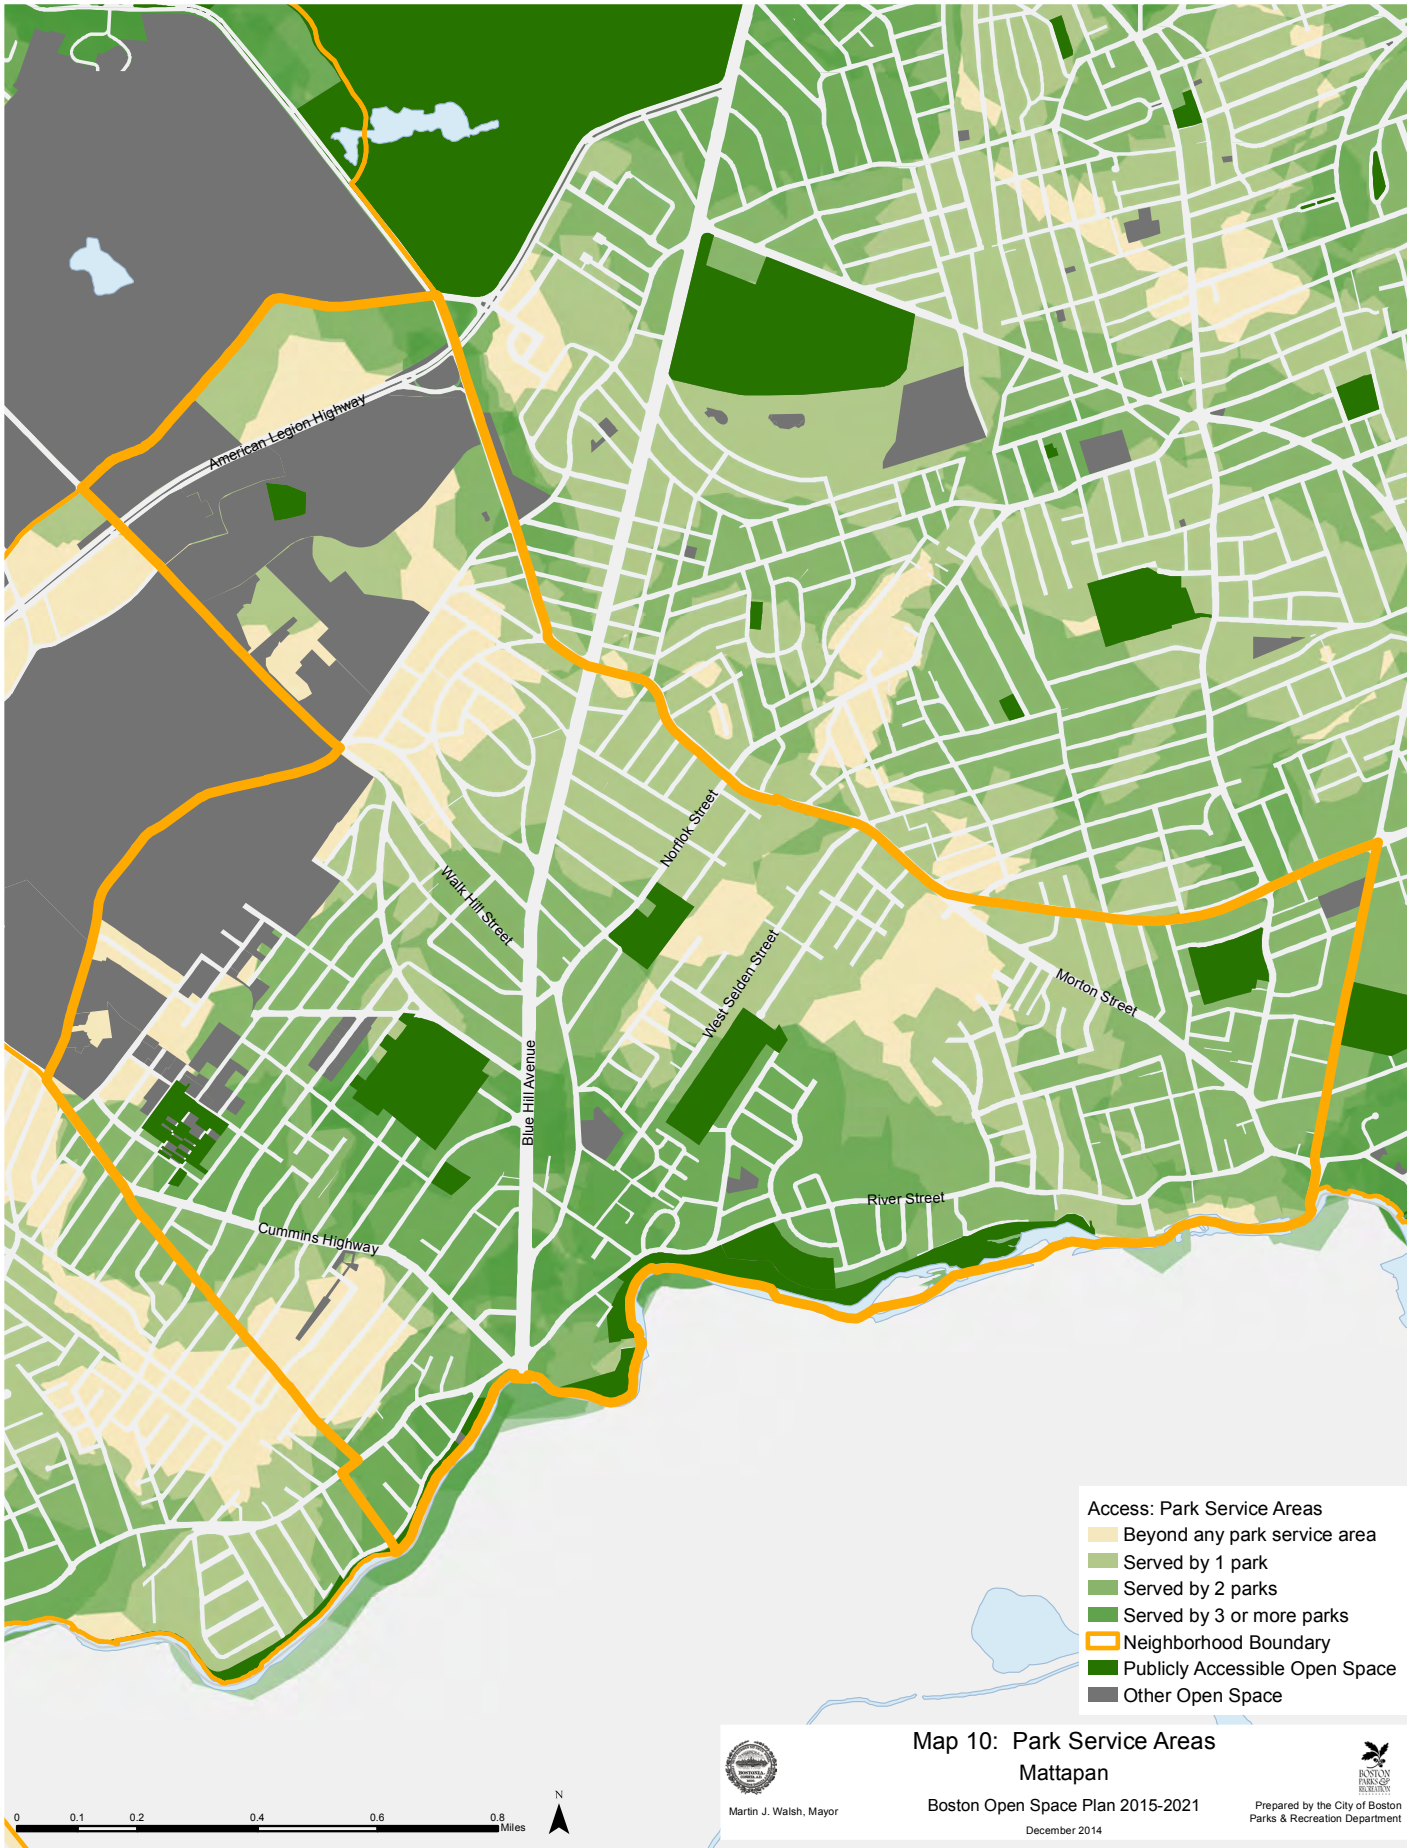 American Legion Highway
Norflok Street
Walk Hill Street
West Selden Street
Morton Street
Blue Hill Avenue
River Street
Cummins Highway
Access: Park Service Areas
Beyond any park service area
Served by 1 park
Served by 2 parks
Served by 3 or more parks
Neighborhood Boundary
Publicly Accessible Open Space
Other Open Space
Map 10: Park Service Areas
Mattapan
Boston Open Space Plan 2015-2021
December 2014
Martin J. Walsh, Mayor
BOSTON
PARKS &
RECREATION
Prepared by the City of Boston
Parks & Recreation Department
N
0 0.1 0.2 0.4 0.6 0.8
Miles